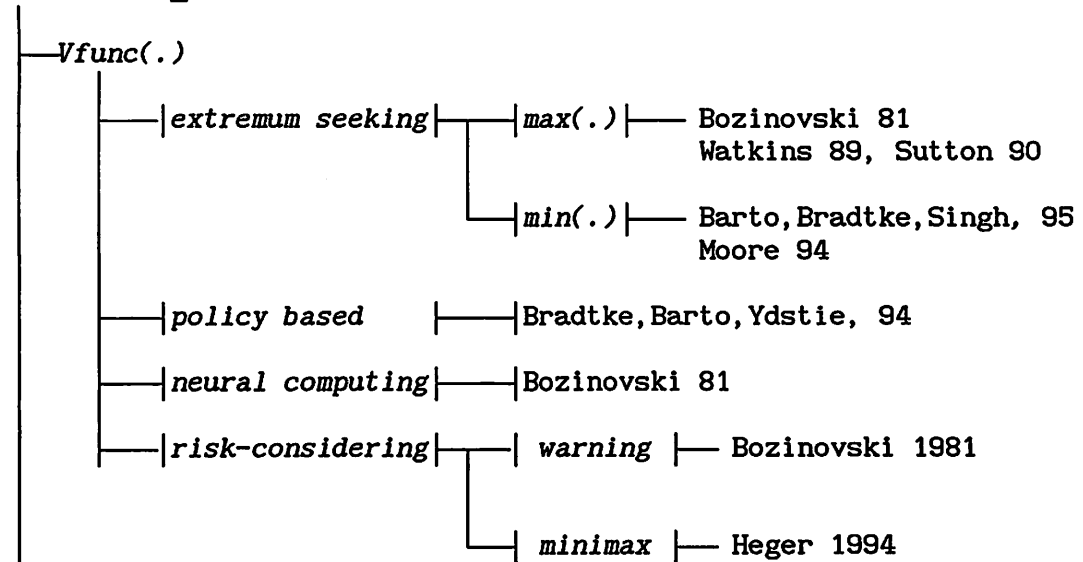 Vfunc(.)
extremum seeking max(.) Bozinovski 81
Watkins 89, Sutton 90
min(.) Barto,Bradtke,Singh, 95
Moore 94
policy based Bradtke,Barto,Ydstie, 94
neural computing Bozinovski 81
risk-considering warning Bozinovski 1981
minimax Heger 1994